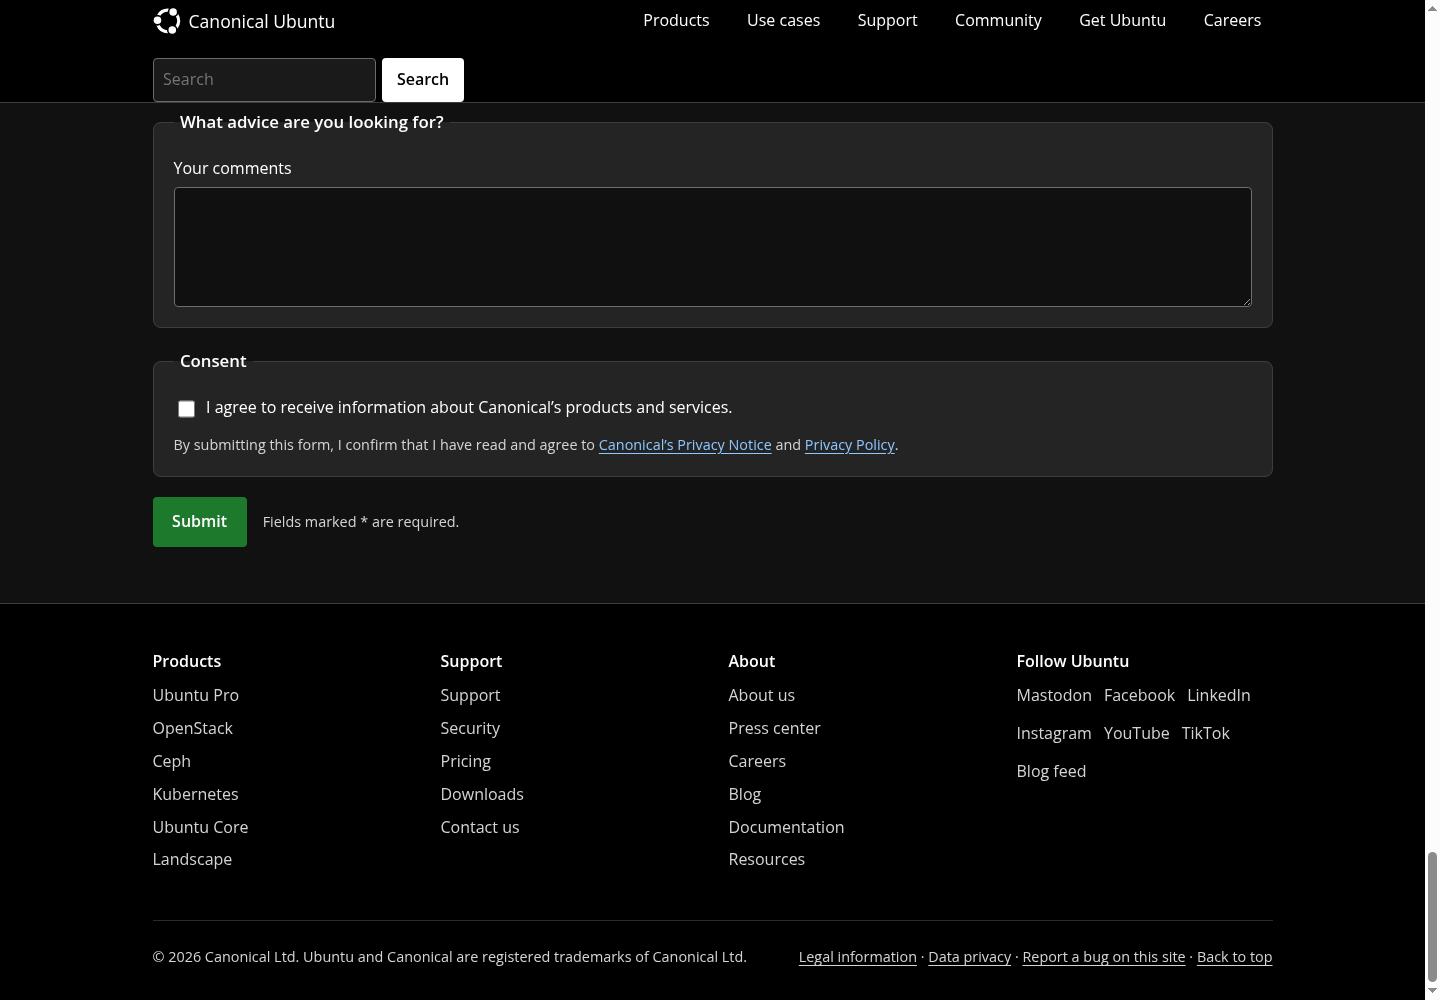 Canonical Ubuntu
Products Use cases Support Community Get Ubuntu Careers
Search Search
What advice are you looking for?
Your comments
Consent
I agree to receive information about Canonical’s products and services.
By submitting this form, I confirm that I have read and agree to Canonical’s Privacy Notice and Privacy Policy.
Submit Fields marked * are required.
Products
Ubuntu Pro
OpenStack
Ceph
Kubernetes
Ubuntu Core
Landscape
Support
Support
Security
Pricing
Downloads
Contact us
About
About us
Press center
Careers
Blog
Documentation
Resources
Follow Ubuntu
Mastodon Facebook LinkedIn
Instagram YouTube TikTok
Blog feed
© 2026 Canonical Ltd. Ubuntu and Canonical are registered trademarks of Canonical Ltd.
Legal information · Data privacy · Report a bug on this site · Back to top